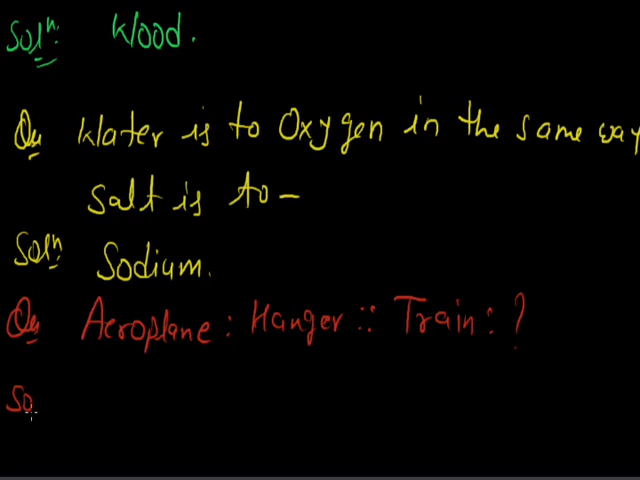 Solⁿ: Wood.
Qu Water is to Oxygen in the same way
Salt is to -
Solⁿ: Sodium.
Qu Aeroplane : Hanger :: Train : ?
So